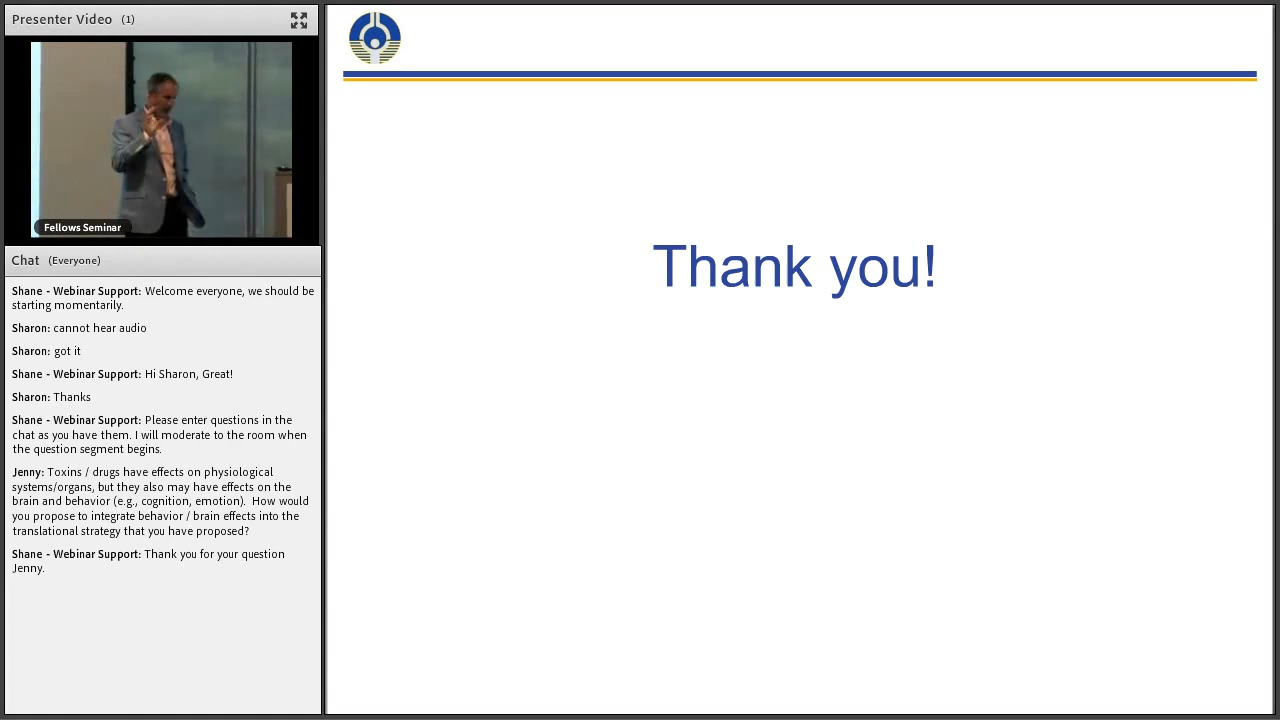 Presenter Video (1)
Fellows Seminar
Chat (Everyone)
Shane - Webinar Support: Welcome everyone, we should be
starting momentarily.
Sharon: cannot hear audio
Sharon: got it
Shane - Webinar Support: Hi Sharon, Great!
Sharon: Thanks
Shane - Webinar Support: Please enter questions in the
chat as you have them. I will moderate to the room when
the question segment begins.
Jenny: Toxins / drugs have effects on physiological
systems/organs, but they also may have effects on the
brain and behavior (e.g., cognition, emotion). How would
you propose to integrate behavior / brain effects into the
translational strategy that you have proposed?
Shane - Webinar Support: Thank you for your question
Jenny.
Thank you!